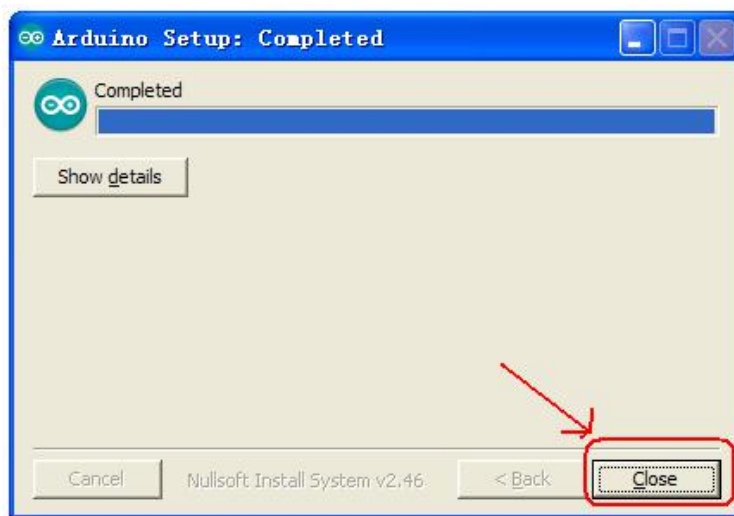 Arduino Setup: Completed
Completed
Show details
Cancel
Nullsoft Install System v2.46
< Back
Close